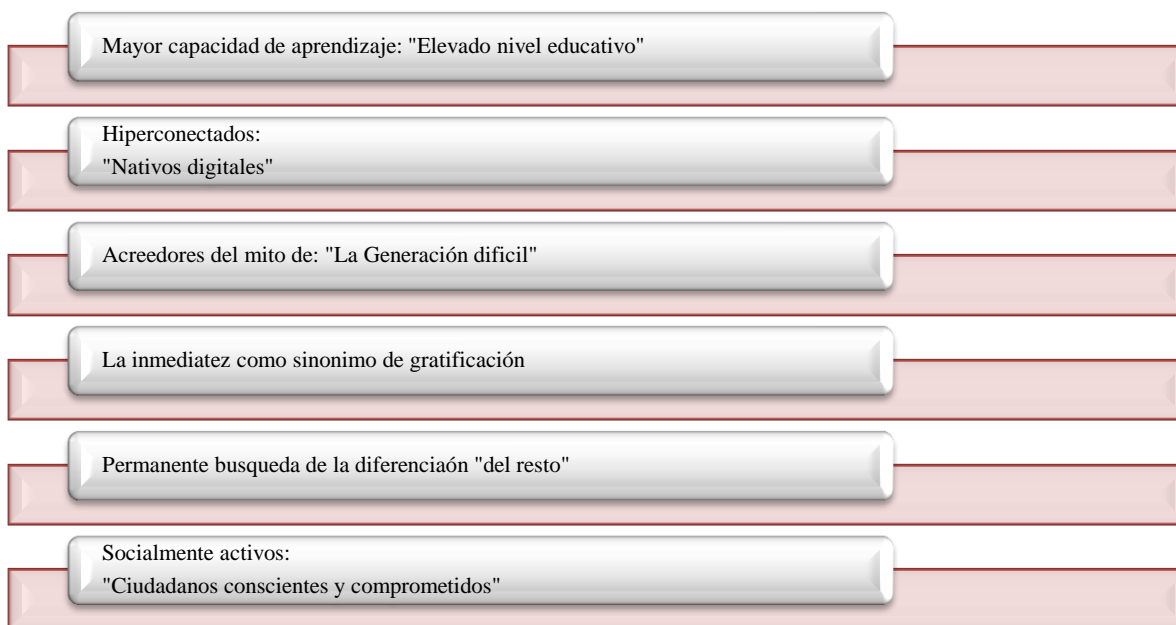 Mayor capacidad de aprendizaje: "Elevado nivel educativo"
Hiperconectados:
"Nativos digitales"
Acreedores del mito de: "La Generación dificil"
La inmediatez como sinonimo de gratificación
Permanente busqueda de la diferenciaón "del resto"
Socialmente activos:
"Ciudadanos conscientes y comprometidos"